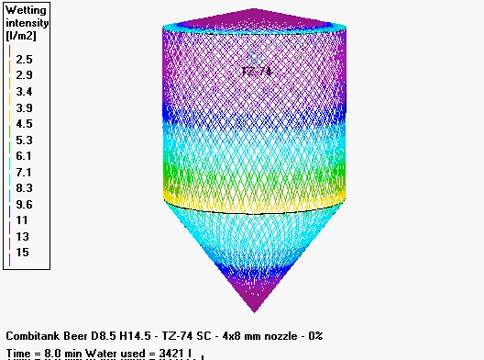 Wetting
intensity
[l/m2]
2.5
2.9
3.4
3.9
4.5
5.3
6.1
7.1
8.3
9.6
11
13
15
TZ-74
Combitank Beer D8.5 H14.5 - TZ-74 SC - 4x8 mm nozzle - 0%
Time = 8.0 min Water used = 3421 l